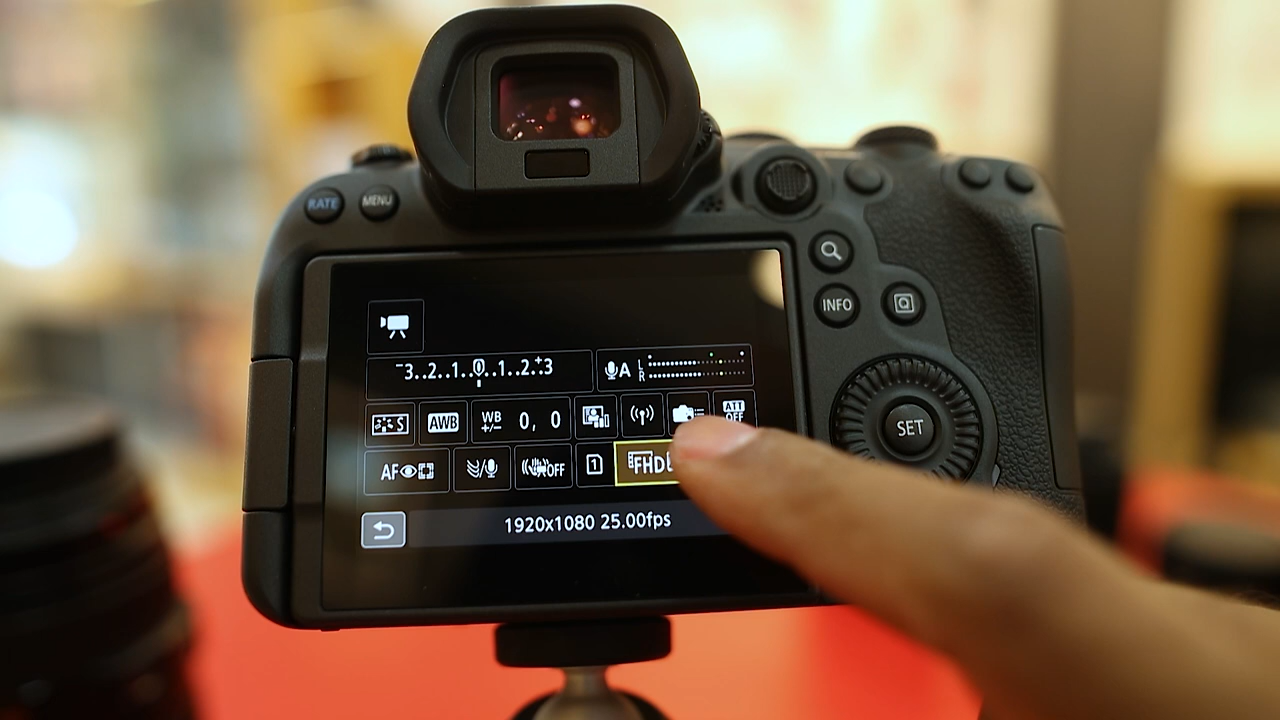 RATE MENU
INFO
SET
-3..2..1..0..1..2..+3
A L R
S AWB WB +/- 0, 0 ATT OFF
AF OFF 1 FHD
1920x1080 25.00fps